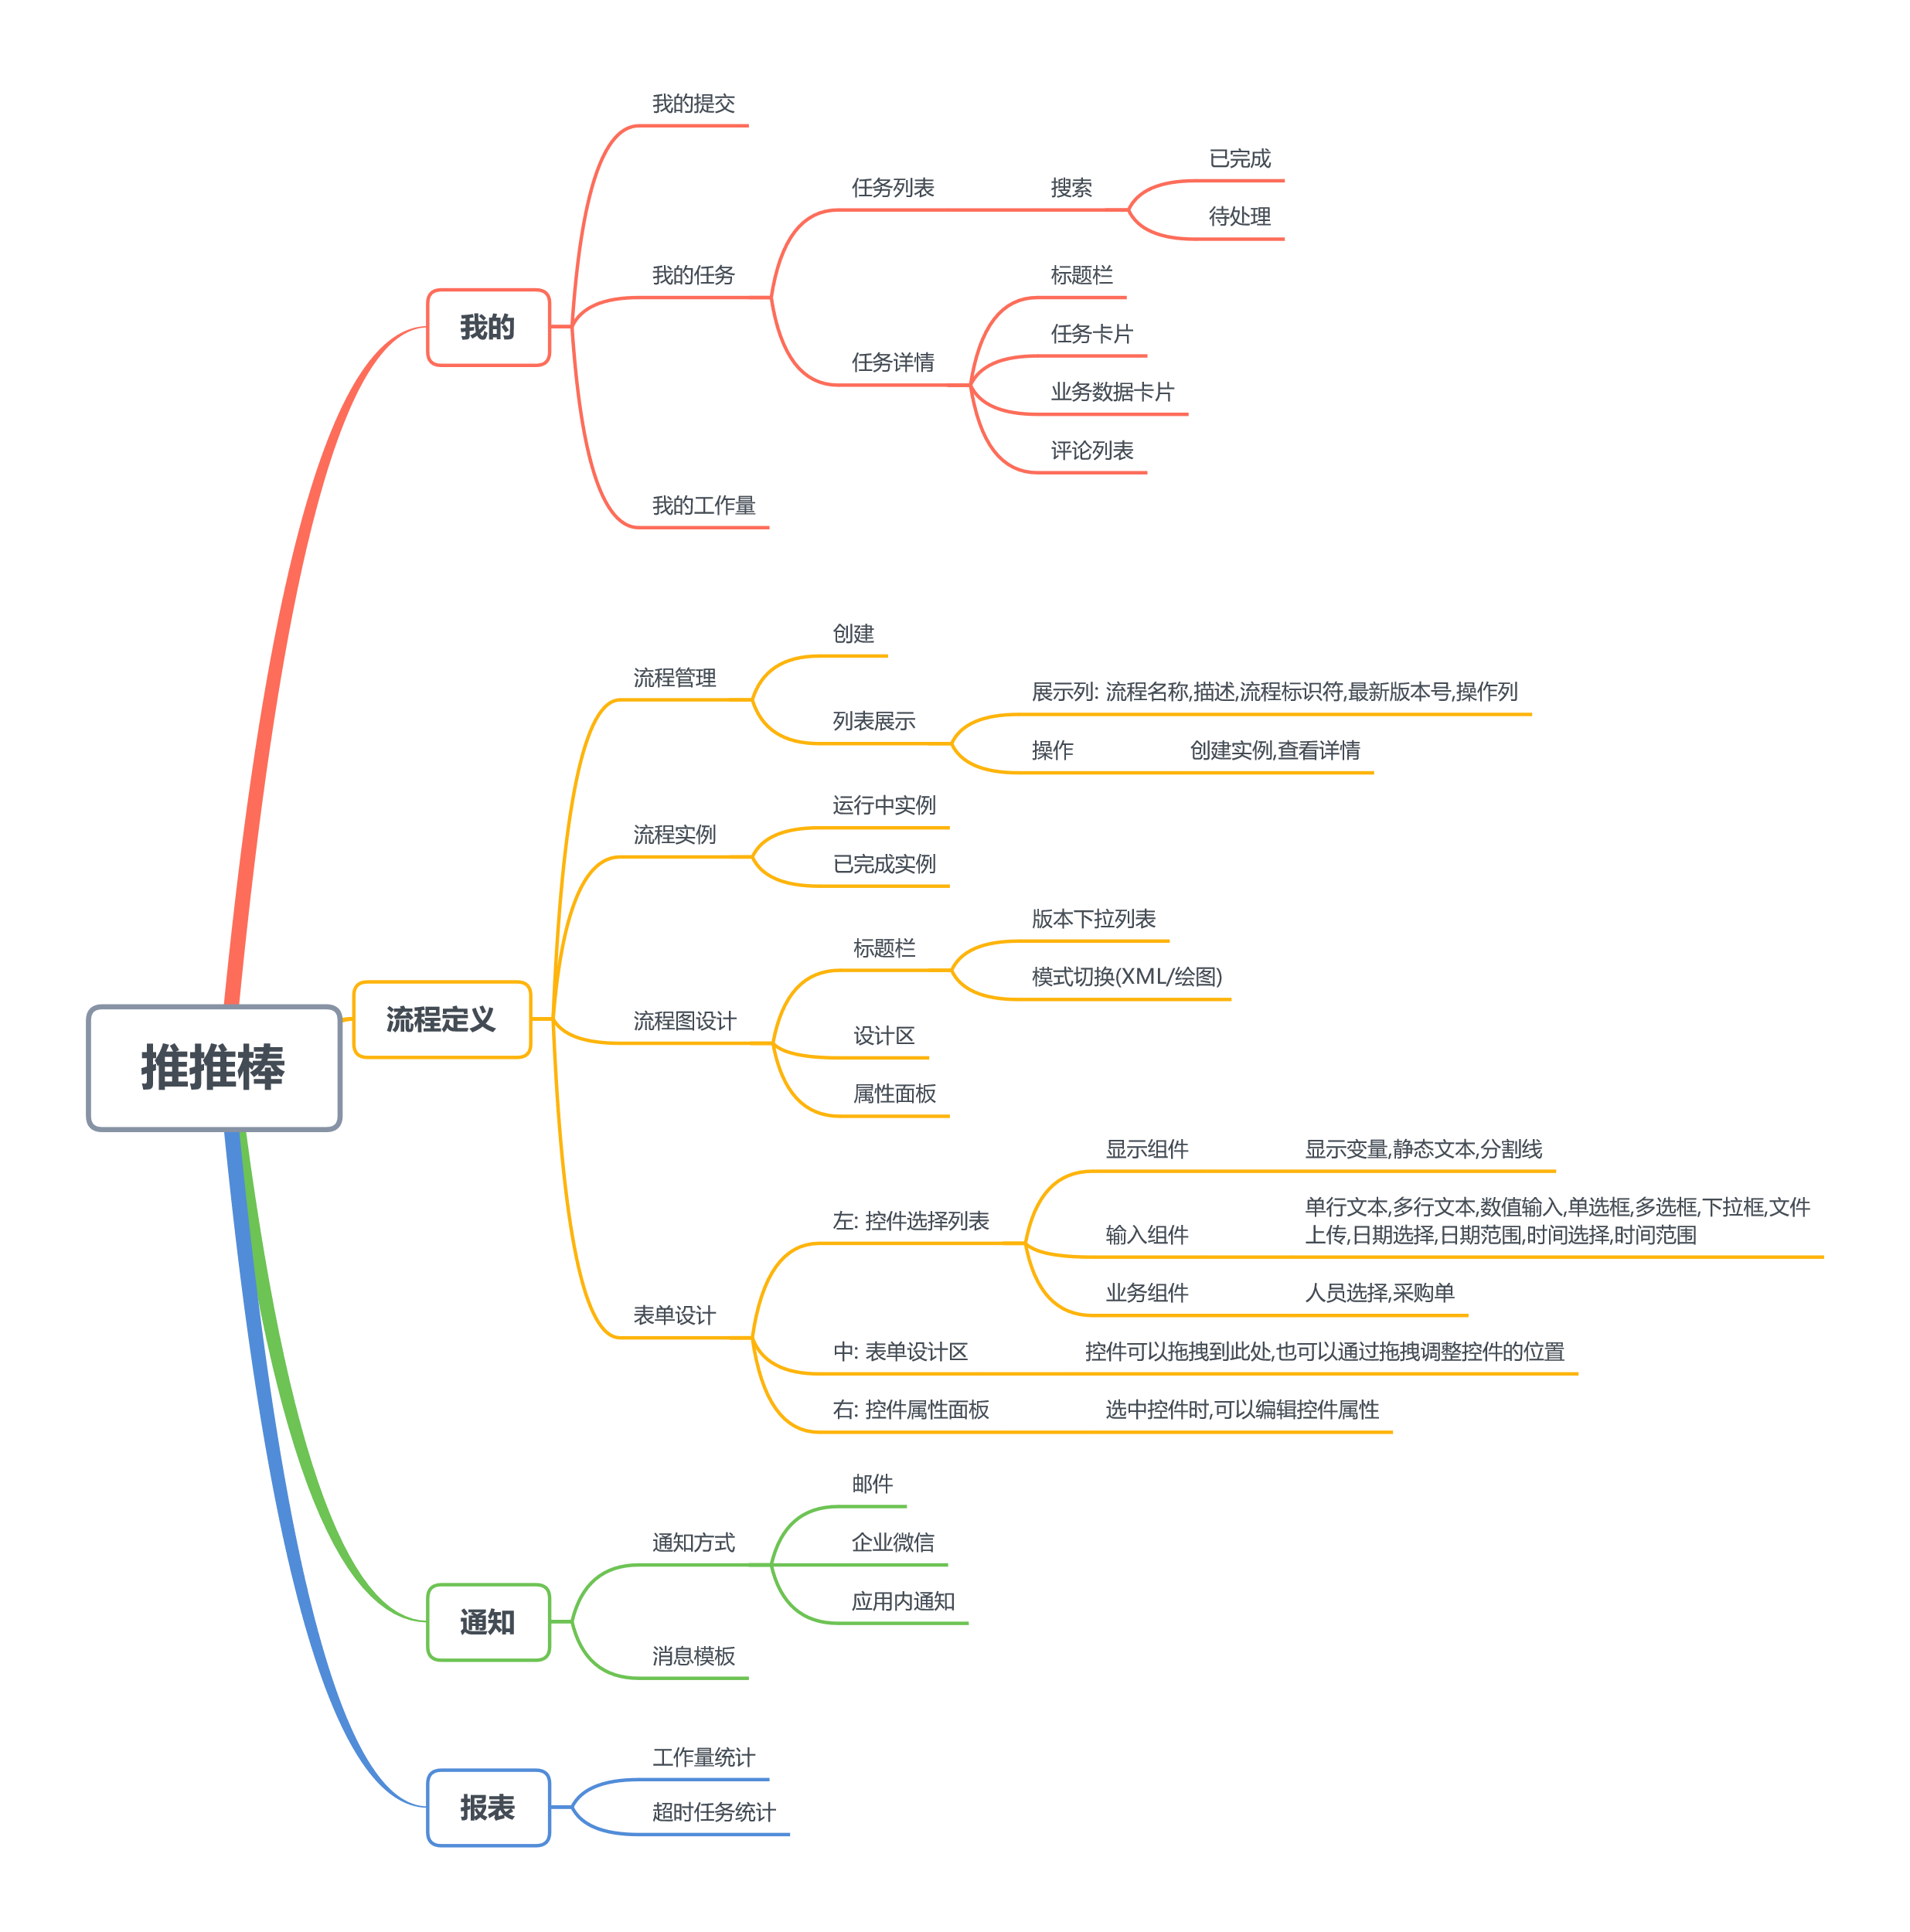 推推棒
我的
我的提交
我的任务
任务列表
搜索
已完成
待处理
任务详情
标题栏
任务卡片
业务数据卡片
评论列表
我的工作量
流程定义
流程管理
创建
列表展示
展示列: 流程名称,描述,流程标识符,最新版本号,操作列
操作
创建实例,查看详情
流程实例
运行中实例
已完成实例
流程图设计
标题栏
版本下拉列表
模式切换(XML/绘图)
设计区
属性面板
表单设计
左: 控件选择列表
显示组件
显示变量,静态文本,分割线
输入组件
单行文本,多行文本,数值输入,单选框,多选框,下拉框,文件
上传,日期选择,日期范围,时间选择,时间范围
业务组件
人员选择,采购单
中: 表单设计区
控件可以拖拽到此处,也可以通过拖拽调整控件的位置
右: 控件属性面板
选中控件时,可以编辑控件属性
通知
通知方式
邮件
企业微信
应用内通知
消息模板
报表
工作量统计
超时任务统计